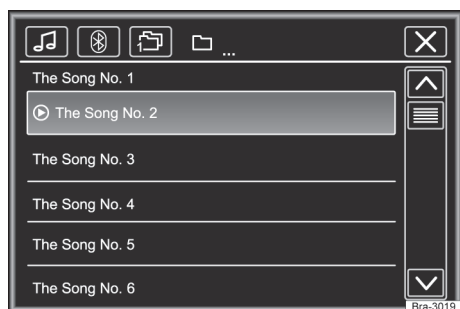 ...
The Song No. 1
The Song No. 2
The Song No. 3
The Song No. 4
The Song No. 5
The Song No. 6
Bra-3019